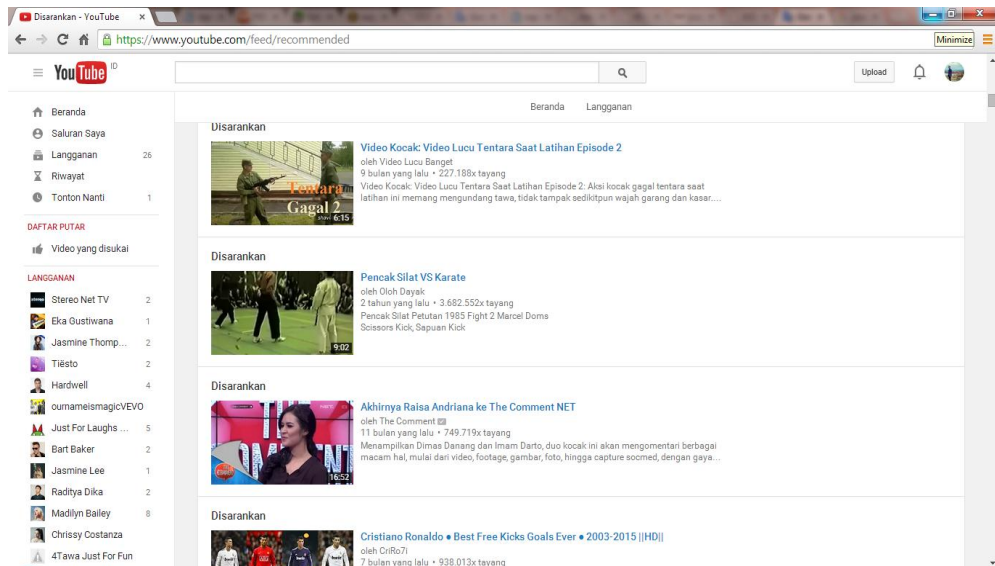 Disarankan - YouTube
https://www.youtube.com/feed/recommended
Minimize
YouTube ID
Upload
Beranda Langganan
Beranda
Saluran Saya
Langganan 26
Riwayat
Tonton Nanti 1
DAFTAR PUTAR
Video yang disukai
LANGGANAN
Stereo Net TV 2
Eka Gustiwana 1
Jasmine Thomp... 2
Tiësto 2
Hardwell 4
ournameismagicVEVO
Just For Laughs ... 5
Bart Baker 2
Jasmine Lee 1
Raditya Dika 2
Madilyn Bailey 8
Chrissy Costanza
4Tawa Just For Fun
Disarankan
Tentara
Gagal 2
6:15
Video Kocak: Video Lucu Tentara Saat Latihan Episode 2
oleh Video Lucu Banget
9 bulan yang lalu • 227.188x tayang
Video Kocak: Video Lucu Tentara Saat Latihan Episode 2: Aksi kocak gagal tentara saat
latihan ini memang mengundang tawa, tidak tampak sedikitpun wajah garang dan kasar....
Disarankan
9:02
Pencak Silat VS Karate
oleh Oloh Dayak
2 tahun yang lalu • 3.682.552x tayang
Pencak Silat Petutan 1985 Fight 2 Marcel Doms
Scissors Kick, Sapuan Kick
Disarankan
16:52
Akhirnya Raisa Andriana ke The Comment NET
oleh The Comment
11 bulan yang lalu • 749.719x tayang
Menampilkan Dimas Danang dan Imam Darto, duo kocak ini akan mengomentari berbagai
macam hal, mulai dari video, footage, gambar, foto, hingga capture socmed, dengan gaya...
Disarankan
Cristiano Ronaldo • Best Free Kicks Goals Ever • 2003-2015 ||HD||
oleh CriRo7i
7 bulan yang lalu • 938.013x tayang